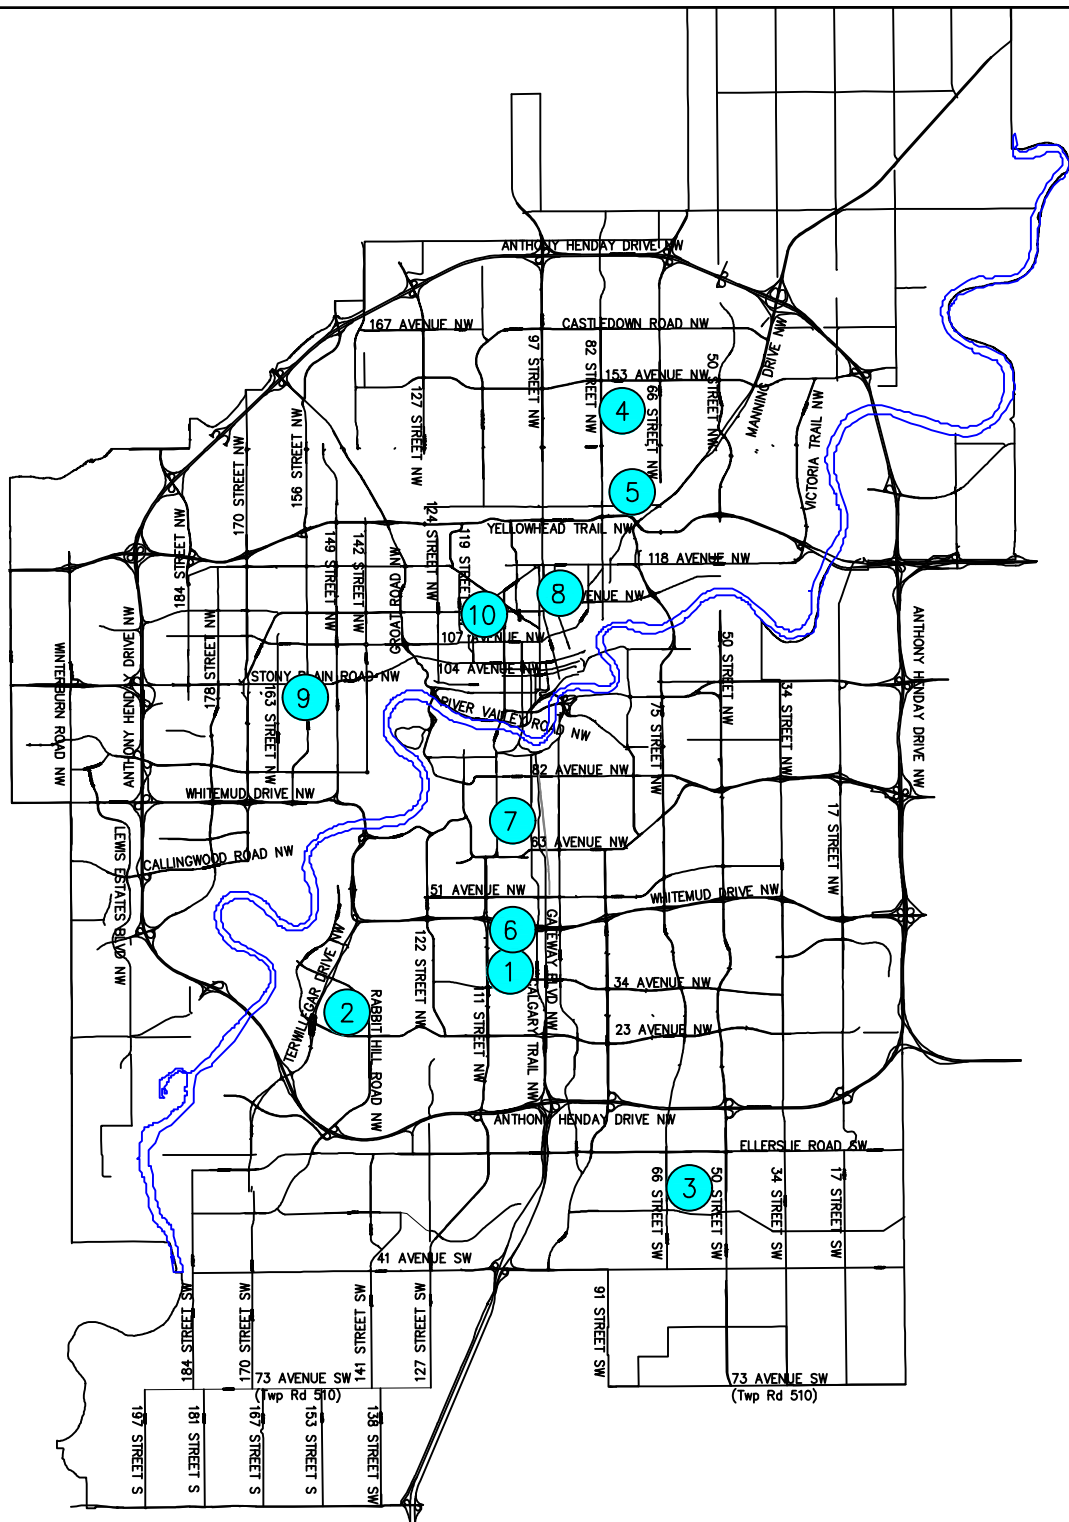 ANTHONY HENDAY DRIVE NW
167 AVENUE NW
CASTLEDOWN ROAD NW
97 STREET NW
82 STREET NW
153 AVENUE NW
50 STREET NW
MANNING DRIVE NW
66 STREET NW
127 STREET NW
VICTORIA TRAIL NW
4
156 STREET NW
170 STREET NW
5
184 STREET NW
124 STREET NW
119 STREET
YELLOWHEAD TRAIL NW
149 STREET NW
142 STREET NW
GROAT ROAD NW
118 AVENUE NW
8
AVENUE NW
10
107 AVENUE NW
178 STREET NW
ANTHONY HENDAY DRIVE NW
WINTERBURN ROAD NW
104 AVENUE NW
STONY PLAIN ROAD NW
163 STREET NW
9
RIVER VALLEY ROAD NW
75 STREET NW
50 STREET NW
34 STREET NW
ANTHONY HENDAY DRIVE NW
82 AVENUE NW
WHITEMUD DRIVE NW
7
63 AVENUE NW
17 STREET NW
LEWIS ESTATES BLVD NW
CALLINGWOOD ROAD NW
51 AVENUE NW
WHITEMUD DRIVE NW
6
GATEWAY BLVD NW
122 STREET NW
TERWILLEGAR DRIVE NW
1
34 AVENUE NW
2
RABBIT HILL ROAD NW
111 STREET NW
CALGARY TRAIL NW
23 AVENUE NW
ANTHONY HENDAY DRIVE NW
ELLERSLIE ROAD SW
66 STREET SW
3
50 STREET SW
34 STREET SW
17 STREET SW
41 AVENUE SW
184 STREET SW
170 STREET SW
141 STREET SW
127 STREET SW
91 STREET SW
73 AVENUE SW
(Twp Rd 510)
73 AVENUE SW
(Twp Rd 510)
197 STREET S
181 STREET S
167 STREET S
153 STREET S
138 STREET SW